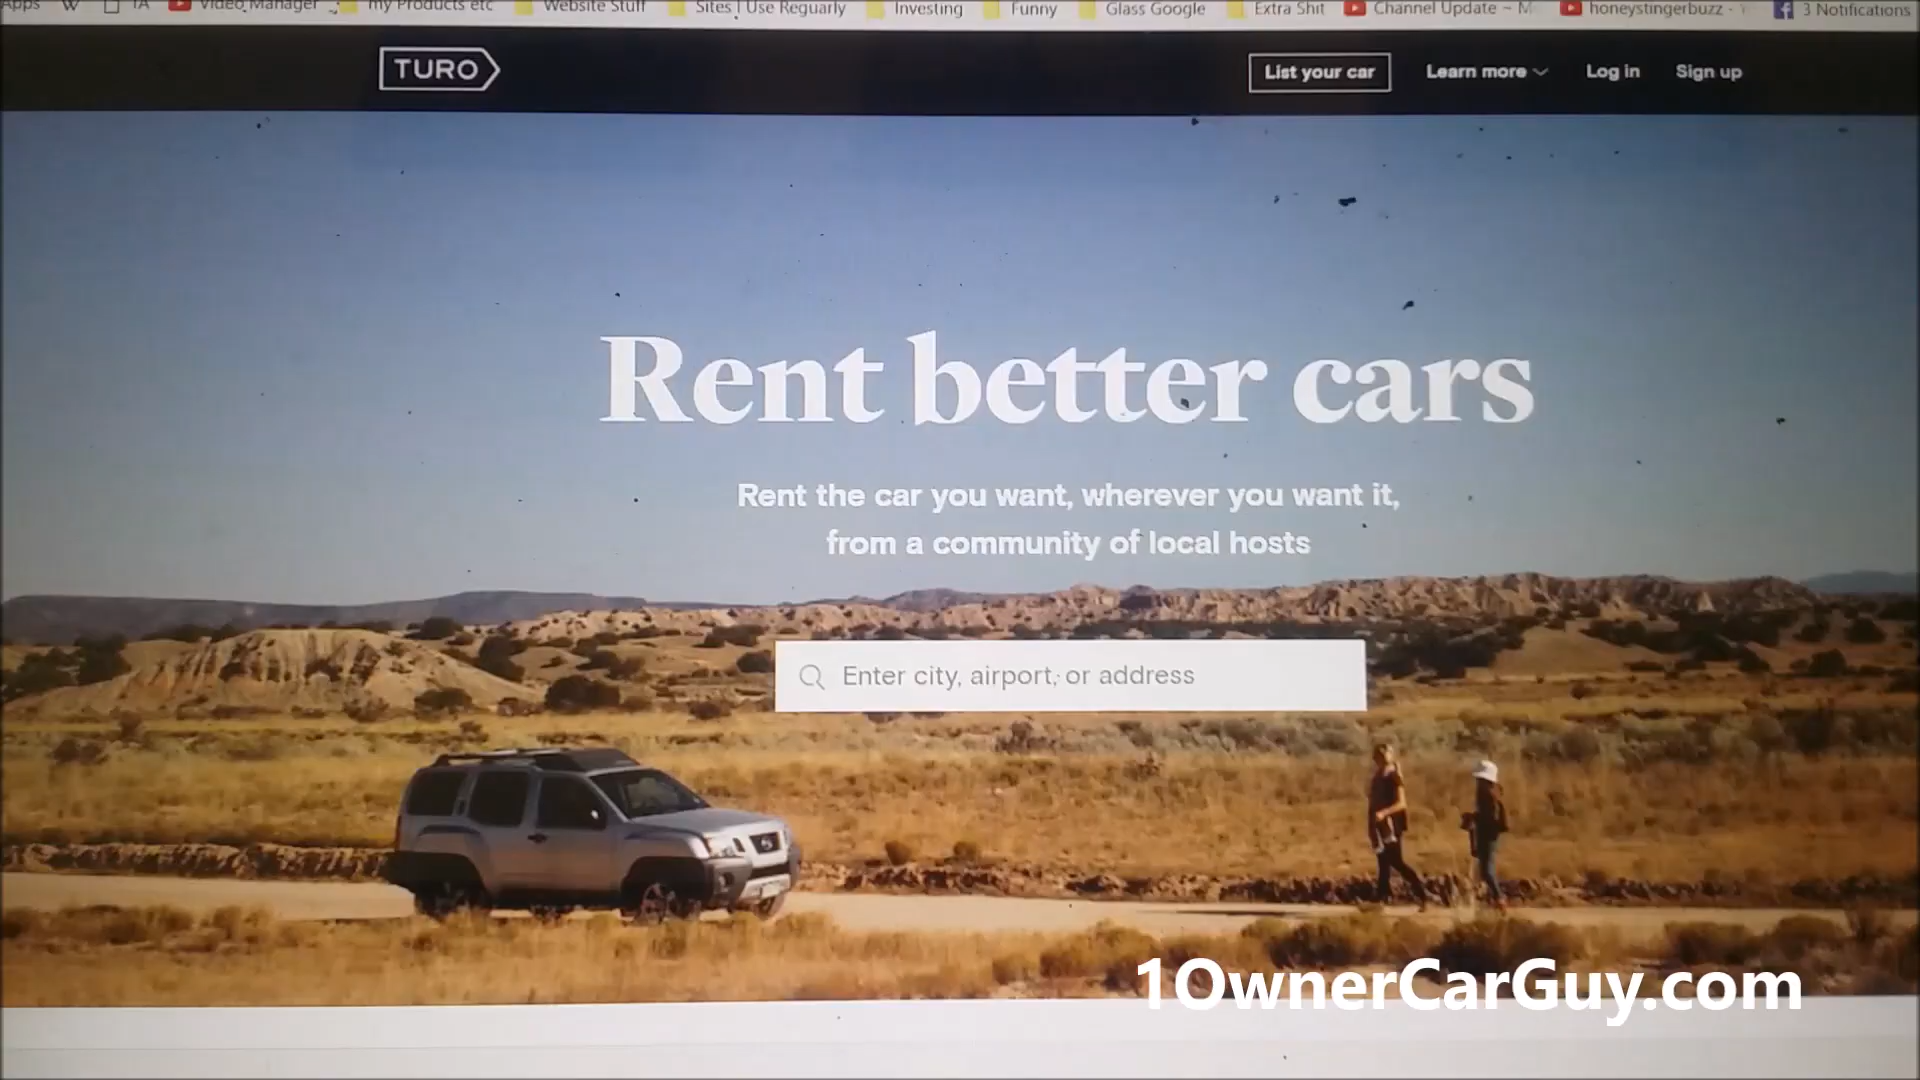 Apps
Video Manager
my Products etc
Website Stuff
Sites I Use Reguarly
Investing
Funny
Glass Google
Extra Shit
Channel Update ~ M
honeystingerbuzz - Y
3 Notifications
TURO
List your car
Learn more
Log in
Sign up
Rent better cars
Rent the car you want, wherever you want it,
from a community of local hosts
Enter city, airport, or address
1OwnerCarGuy.com